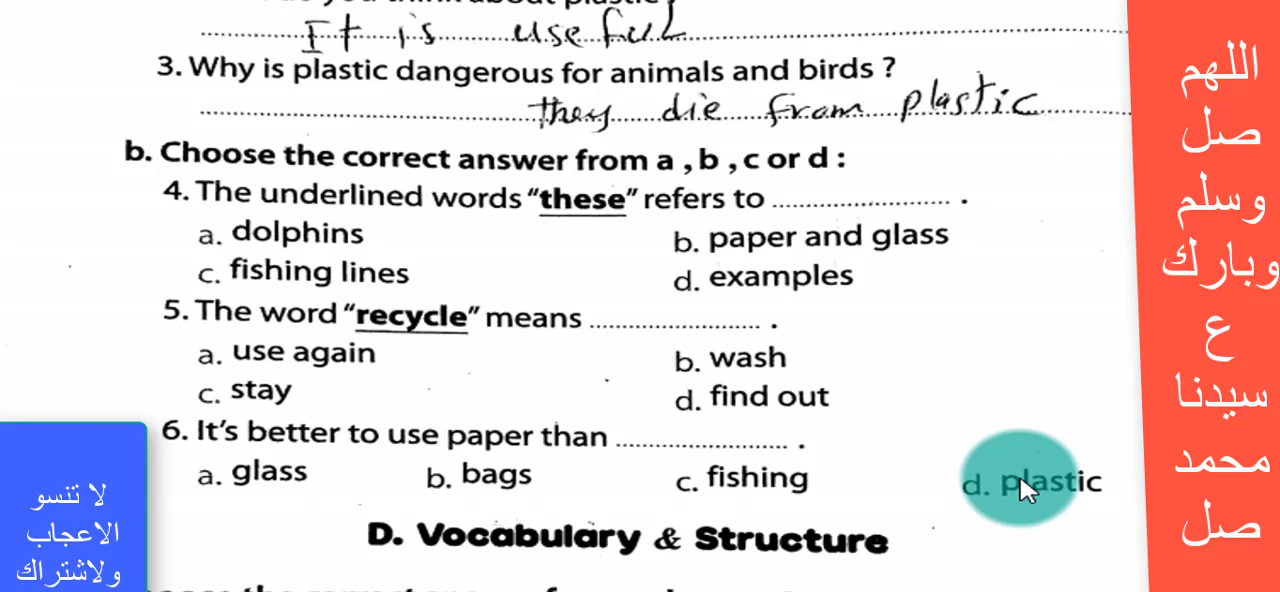 It is useful
3. Why is plastic dangerous for animals and birds ?
they die from plastic
b. Choose the correct answer from a , b , c or d :
4. The underlined words “these” refers to .......................... .
a. dolphins b. paper and glass
c. fishing lines d. examples
5. The word “recycle” means ......................... .
a. use again b. wash
c. stay d. find out
6. It’s better to use paper than ......................... .
a. glass b. bags c. fishing d. plastic
D. Vocabulary & Structure
اللهم
صل
وسلم
وبارك
ع
سيدنا
محمد
صل
لا تنسو
الاعجاب
ولاشتراك